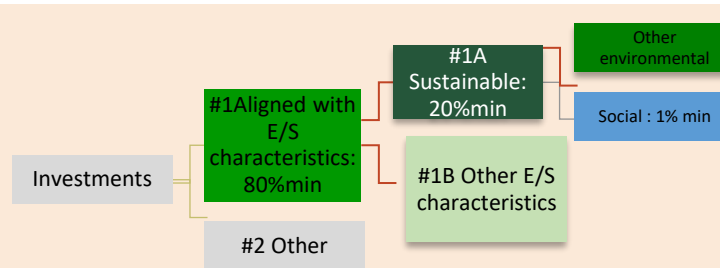 Investments
#1Aligned with
E/S
characteristics:
80%min
#2 Other
#1A
Sustainable:
20%min
#1B Other E/S
characteristics
Other
environmental
Social : 1% min